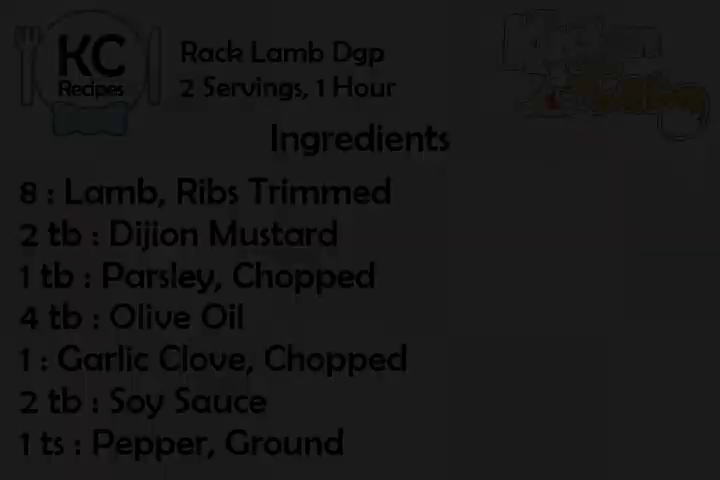 KC
Recipes
Rack Lamb Dgp
2 Servings, 1 Hour
Ingredients
8 : Lamb, Ribs Trimmed
2 tb : Dijion Mustard
1 tb : Parsley, Chopped
4 tb : Olive Oil
1 : Garlic Clove, Chopped
2 tb : Soy Sauce
1 ts : Pepper, Ground